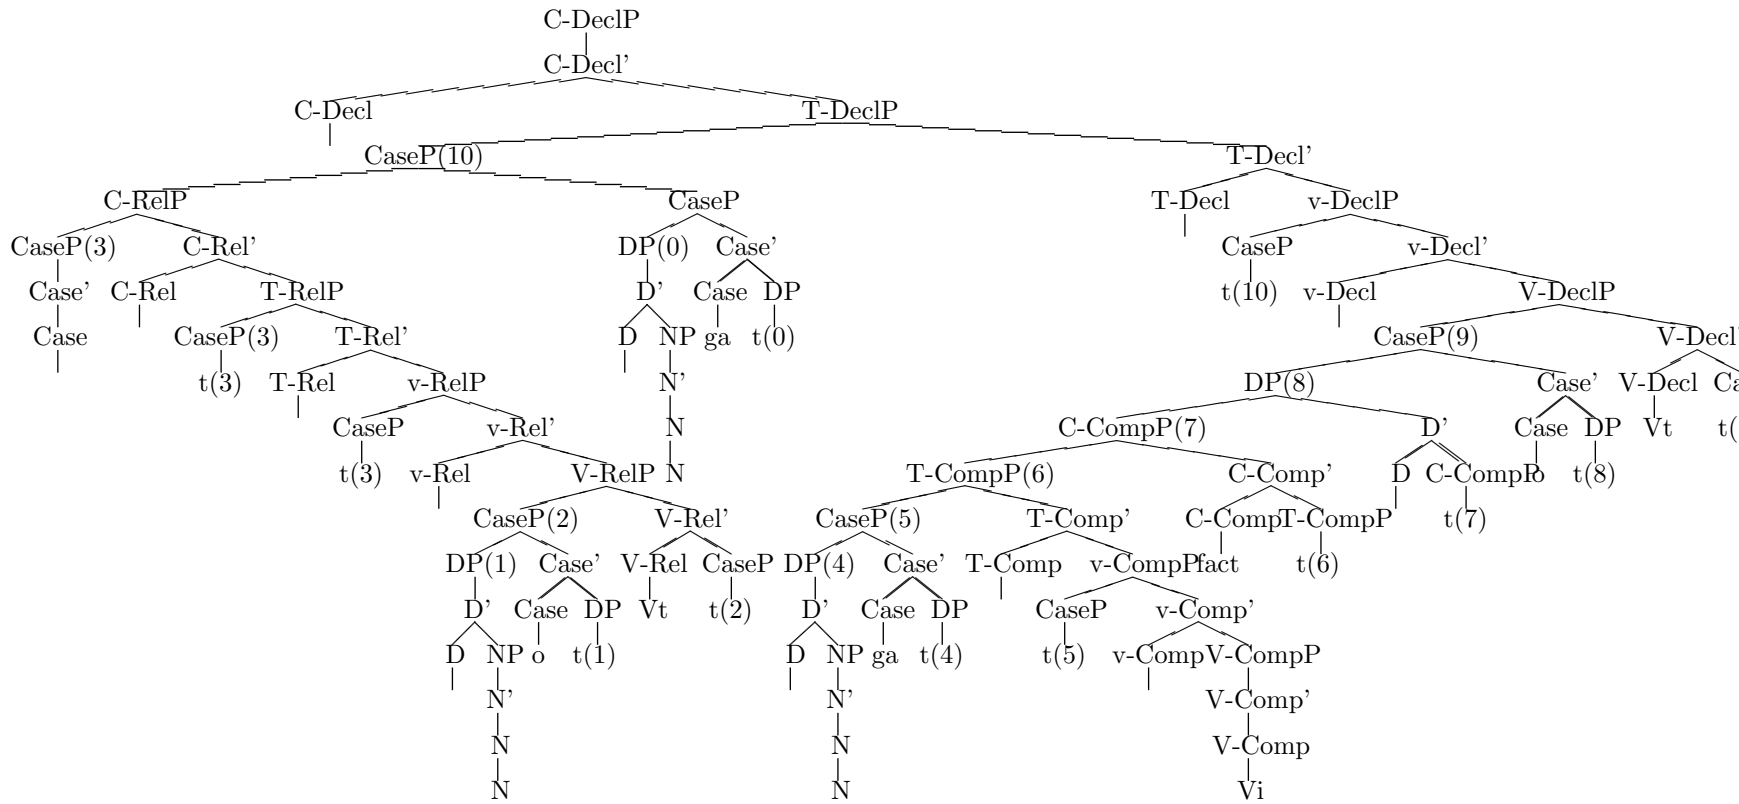 C-DeclP
C-Decl’
C-Decl T-DeclP
CaseP(10) T-Decl’
C-RelP CaseP T-Decl v-DeclP
CaseP(3) C-Rel’ DP(0) Case’ CaseP v-Decl’
Case’ C-Rel T-RelP D’ Case DP t(10) v-Decl V-DeclP
Case CaseP(3) T-Rel’ D NP ga t(0) CaseP(9) V-Decl’
t(3) T-Rel v-RelP N’ DP(8) Case’ V-Decl Ca
CaseP v-Rel’ N C-CompP(7) D’ Case DP Vt t(
t(3) v-Rel V-RelP N T-CompP(6) C-Comp’ D C-CompP o t(8)
CaseP(2) V-Rel’ CaseP(5) T-Comp’ C-Comp T-CompP t(7)
DP(1) Case’ V-Rel CaseP DP(4) Case’ T-Comp v-CompP fact t(6)
D’ Case DP Vt t(2) D’ Case DP CaseP v-Comp’
D NP o t(1) D NP ga t(4) t(5) v-Comp V-CompP
N’ N’ V-Comp’
N N V-Comp
N N Vi